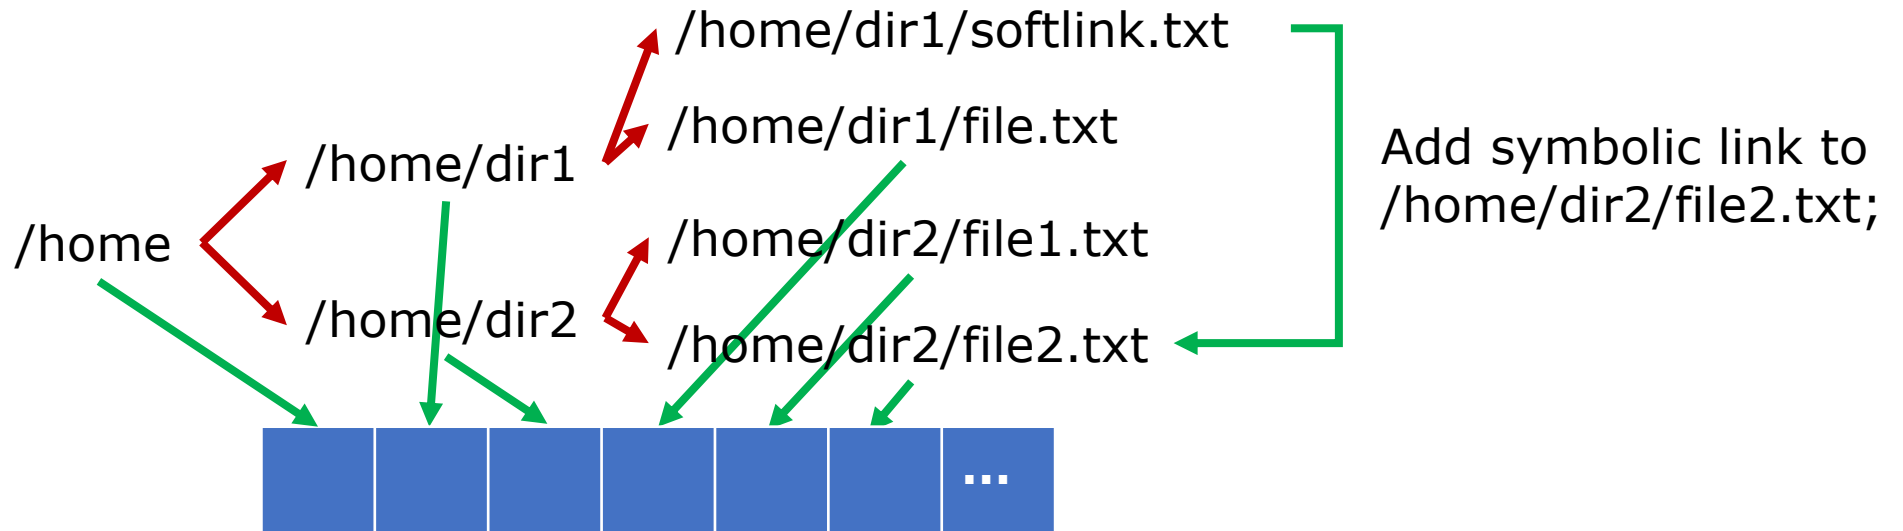 /home/dir1/softlink.txt
/home/dir1/file.txt
/home/dir1
Add symbolic link to
/home/dir2/file2.txt;
/home
/home/dir2/file1.txt
/home/dir2
/home/dir2/file2.txt
...